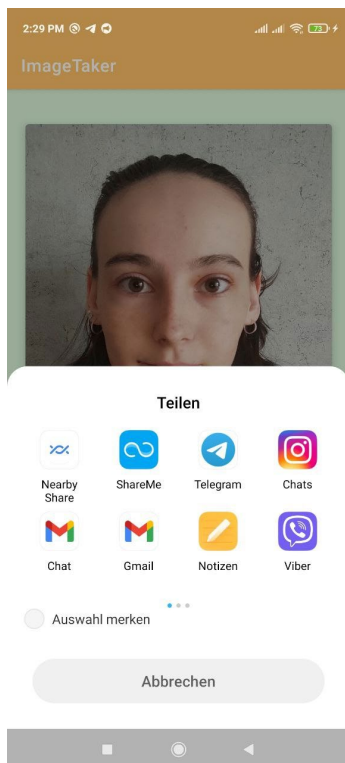 2:29 PM
73
ImageTaker
Teilen
Nearby
Share
ShareMe
Telegram
Chats
Chat
Gmail
Notizen
Viber
Auswahl merken
Abbrechen